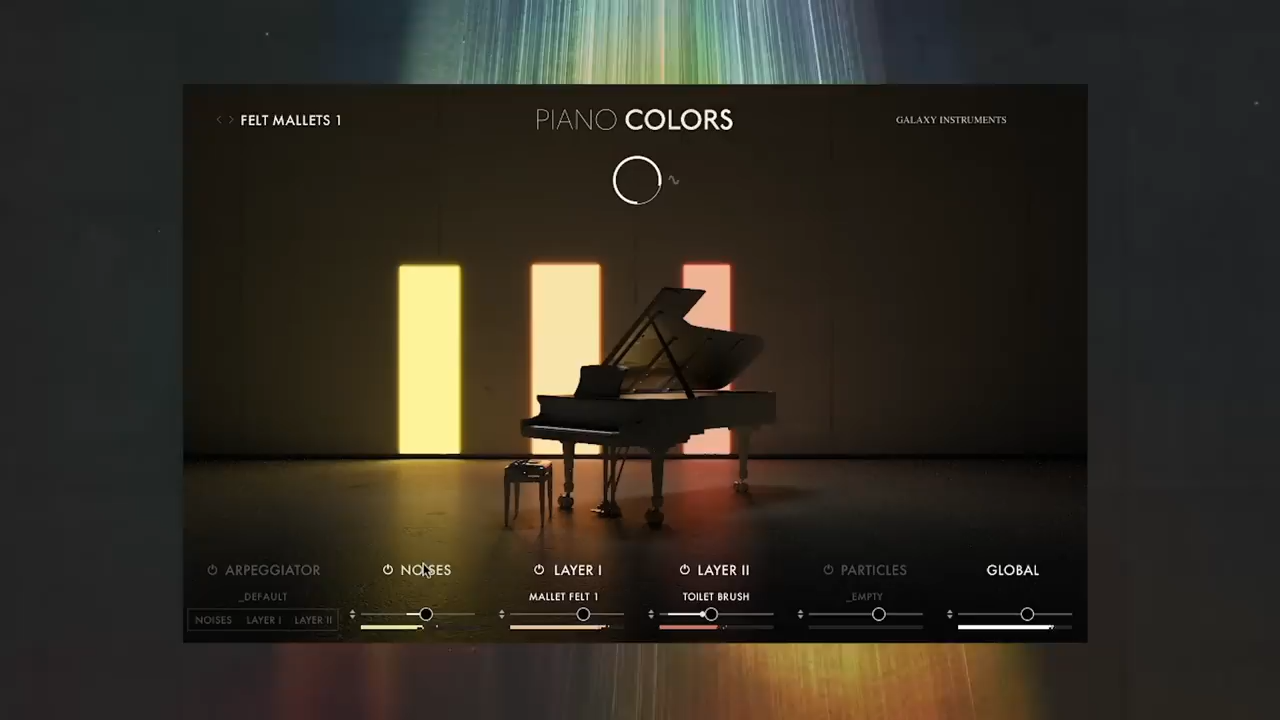 FELT MALLETS 1
PIANO COLORS
GALAXY INSTRUMENTS
ARPEGGIATOR
NOISES
LAYER I
LAYER II
PARTICLES
GLOBAL
_DEFAULT
MALLET FELT 1
TOILET BRUSH
_EMPTY
NOISES LAYER I LAYER II